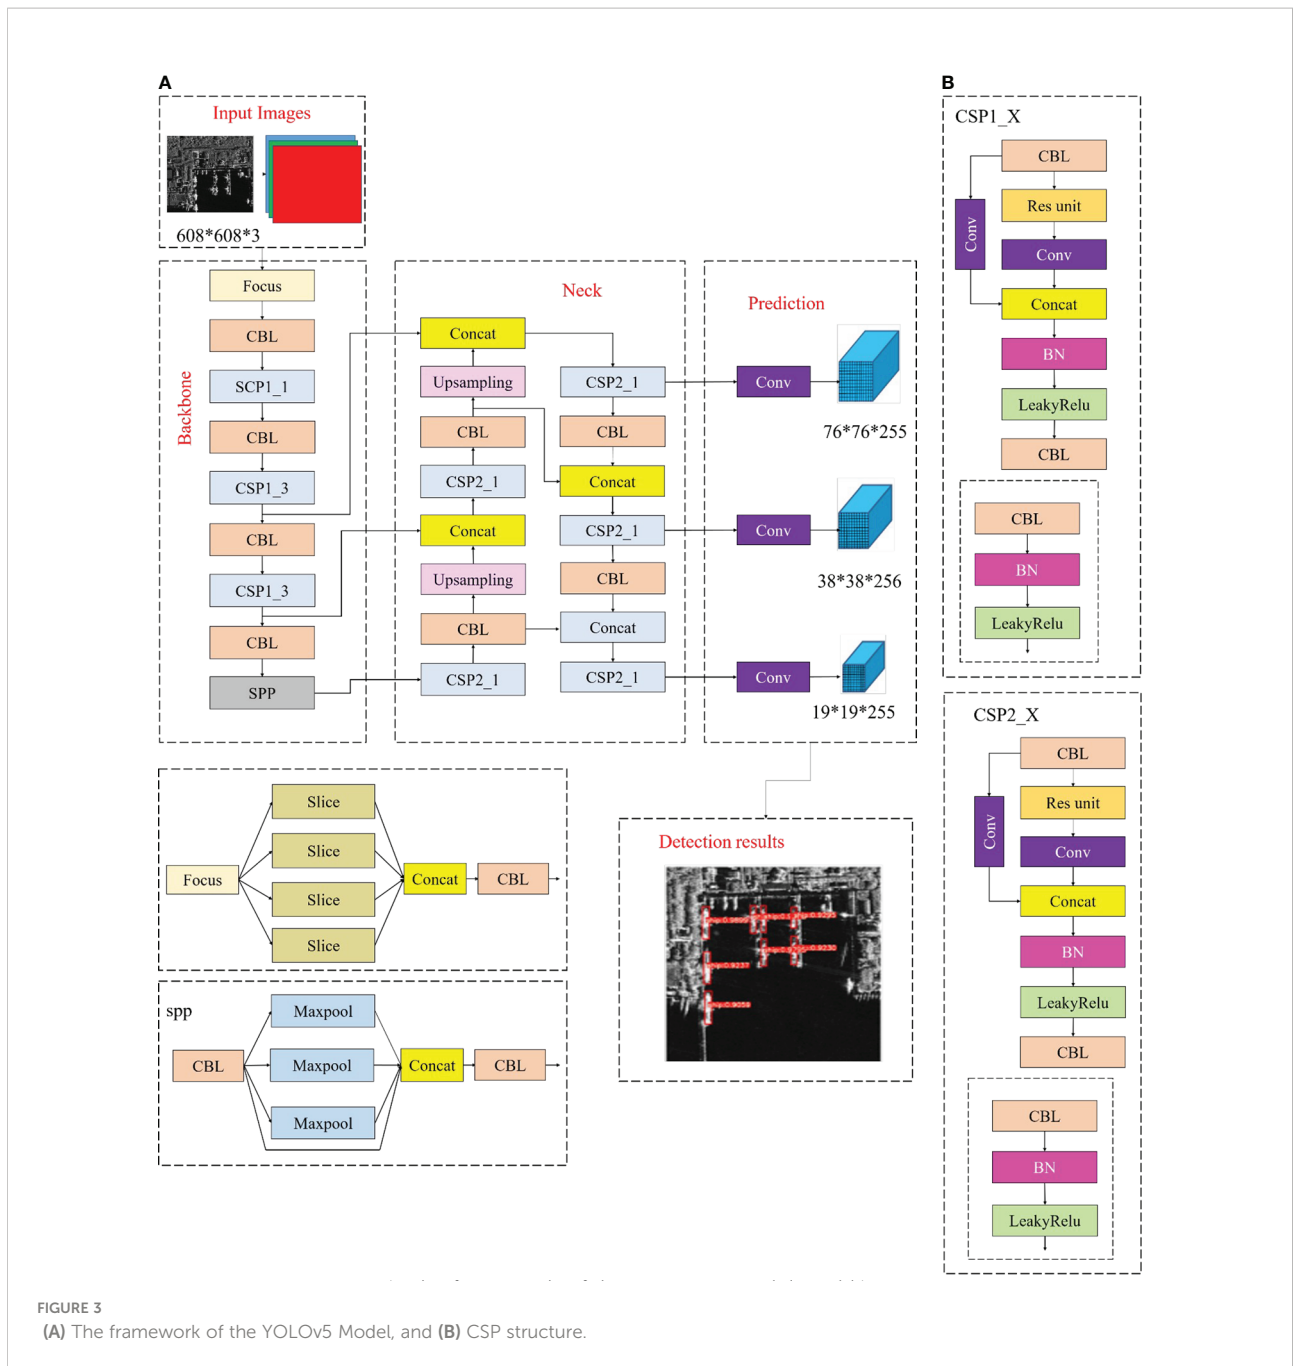 A
Input Images
608*608*3
Backbone
Focus
CBL
SCP1_1
CBL
CSP1_3
CBL
CSP1_3
CBL
SPP
Neck
Concat
Upsampling
CBL
CSP2_1
Concat
Upsampling
CBL
CSP2_1
CSP2_1
CBL
Concat
CSP2_1
CBL
Concat
CSP2_1
Prediction
Conv
76*76*255
Conv
38*38*256
Conv
19*19*255
Focus
Slice
Slice
Slice
Slice
Concat
CBL
spp
CBL
Maxpool
Maxpool
Maxpool
Concat
CBL
Detection results
B
CSP1_X
CBL
Conv
Res unit
Conv
Concat
BN
LeakyRelu
CBL
CBL
BN
LeakyRelu
CSP2_X
CBL
Conv
Res unit
Conv
Concat
BN
LeakyRelu
CBL
CBL
BN
LeakyRelu
FIGURE 3
(A) The framework of the YOLOv5 Model, and (B) CSP structure.